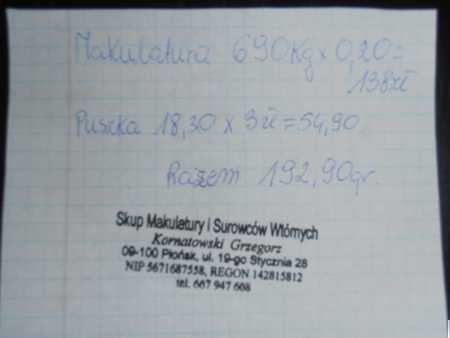 Makulatura 690Kg x 0,20=
138zł
Puszka 18,30 x 3zł=54,90
Razem 192,90gr.
Skup Makulatury i Surowców Wtórnych
Kornatowski Grzegorz
09-100 Płońsk, ul. 19-go Stycznia 28
NIP 5671687558, REGON 142815812
tel. 667 947 668